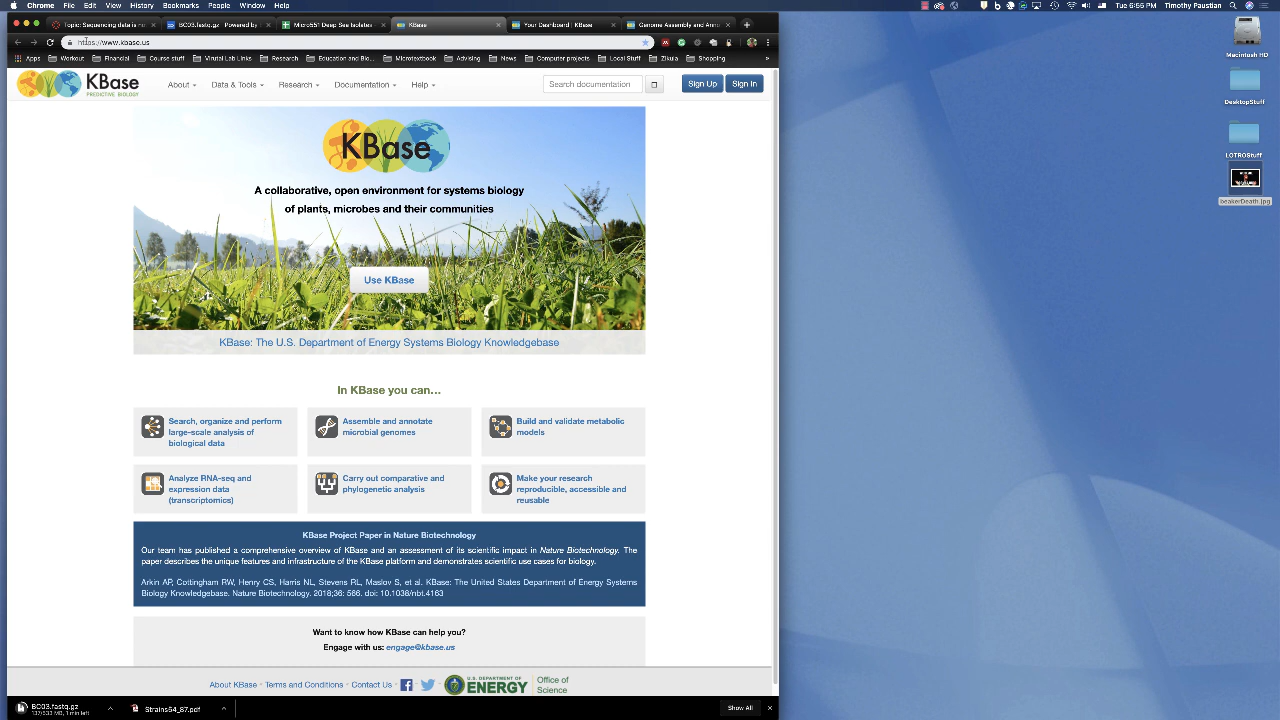 Chrome File Edit View History Bookmarks People Window Help
Tue 6:55 PM Timothy Paustian
Topic: Sequencing data is re
BC03.fastq.gz Powered by
Micro551 Deep Sea Isolates
KBase
Your Dashboard | KBase
Genome Assembly and Anno
https://www.kbase.us
Apps Workout Financial Course stuff Virutal Lab Links Research Education and Bio... Microtextbook Advising News Computer projects Local Stuff Zikula Shopping »
KBase
PREDICTIVE BIOLOGY
About Data & Tools Research Documentation Help
Search documentation
Sign Up Sign In
KBase
A collaborative, open environment for systems biology
of plants, microbes and their communities
Use KBase
KBase: The U.S. Department of Energy Systems Biology Knowledgebase
In KBase you can...
Search, organize and perform
large-scale analysis of
biological data
Assemble and annotate
microbial genomes
Build and validate metabolic
models
Analyze RNA-seq and
expression data
(transcriptomics)
Carry out comparative and
phylogenetic analysis
Make your research
reproducible, accessible and
reusable
KBase Project Paper in Nature Biotechnology
Our team has published a comprehensive overview of KBase and an assessment of its scientific impact in Nature Biotechnology. The
paper describes the unique features and infrastructure of the KBase platform and demonstrates scientific use cases for biology.
Arkin AP, Cottingham RW, Henry CS, Harris NL, Stevens RL, Maslov S, et al. KBase: The United States Department of Energy Systems
Biology Knowledgebase. Nature Biotechnology. 2018;36: 566. doi: 10.1038/nbt.4163
Want to know how KBase can help you?
Engage with us: engage@kbase.us
About KBase Terms and Conditions Contact Us
U.S. DEPARTMENT OF
ENERGY
Office of
Science
BC03.fastq.gz
137/533 MB, 1 min left
Strains54_87.pdf
Show All
Macintosh HD
DesktopStuff
LOTROStuff
beakerDeath.jpg